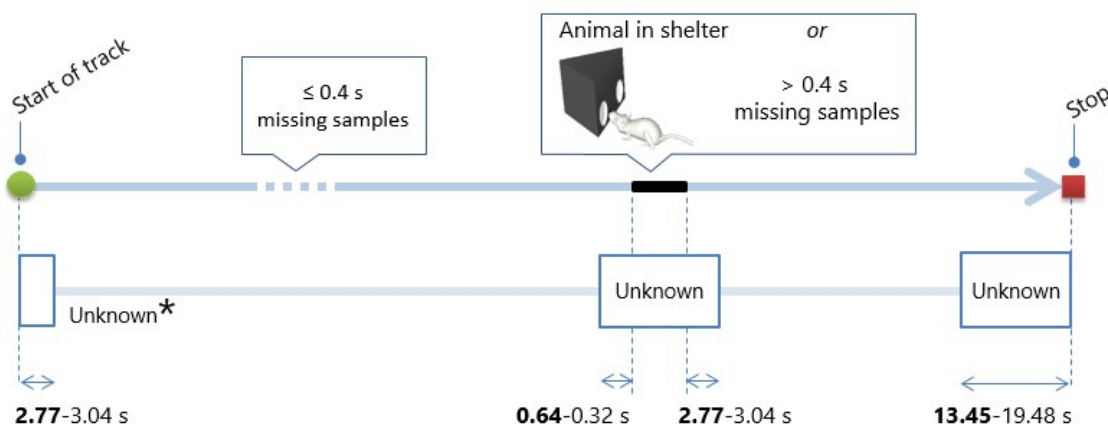 Start of track
≤ 0.4 s
missing samples
Animal in shelter or
> 0.4 s
missing samples
Stop
Unknown*
Unknown
Unknown
2.77-3.04 s
0.64-0.32 s
2.77-3.04 s
13.45-19.48 s